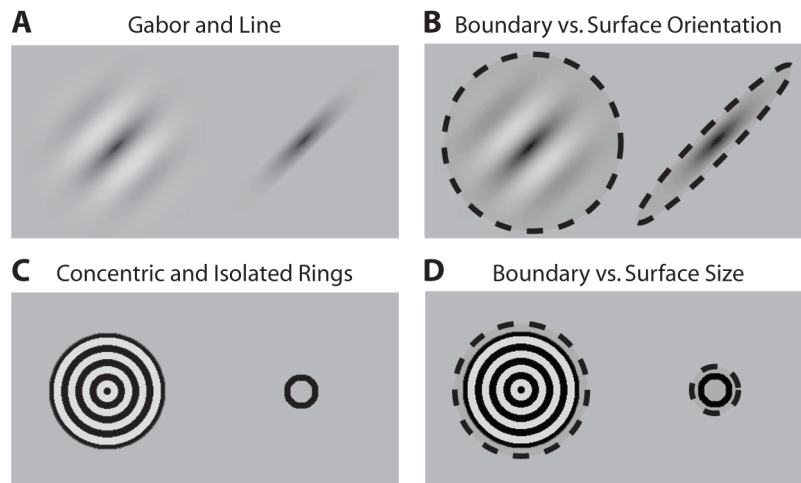 A Gabor and Line
B Boundary vs. Surface Orientation
C Concentric and Isolated Rings
D Boundary vs. Surface Size